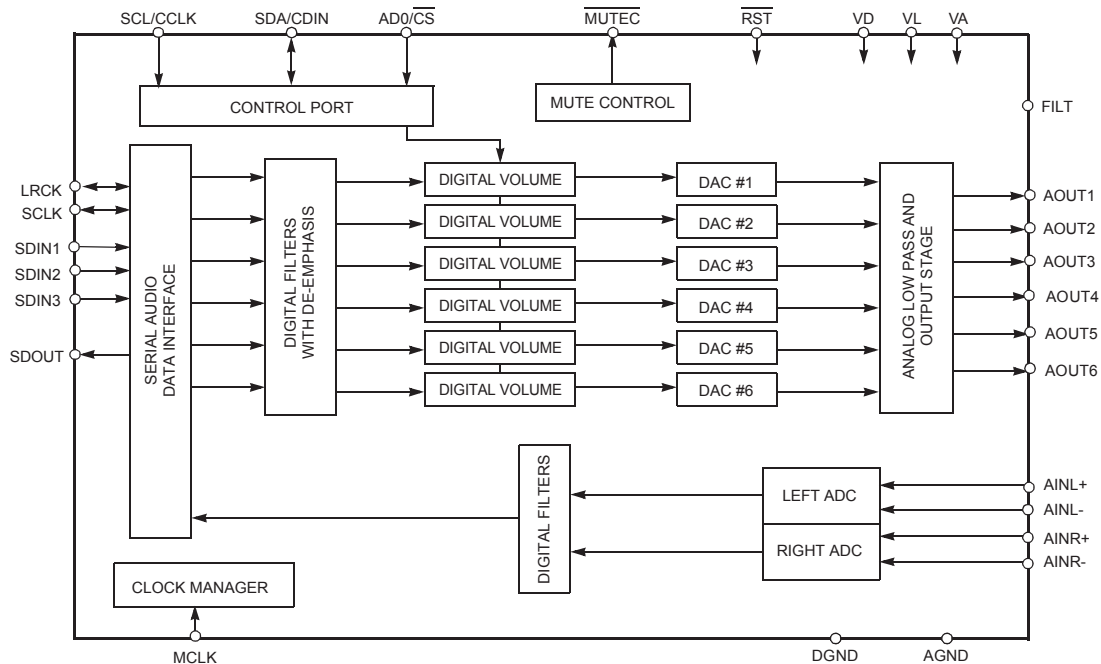 SCL/CCLK SDA/CDIN AD0/CS MUTEC RST VD VL VA
CONTROL PORT
MUTE CONTROL
FILT
LRCK
SCLK
SDIN1
SDIN2
SDIN3
SDOUT
SERIAL AUDIO
DATA INTERFACE
DIGITAL FILTERS
WITH DE-EMPHASIS
DIGITAL VOLUME
DIGITAL VOLUME
DIGITAL VOLUME
DIGITAL VOLUME
DIGITAL VOLUME
DIGITAL VOLUME
DAC #1
DAC #2
DAC #3
DAC #4
DAC #5
DAC #6
ANALOG LOW PASS AND
OUTPUT STAGE
AOUT1
AOUT2
AOUT3
AOUT4
AOUT5
AOUT6
DIGITAL FILTERS
LEFT ADC
RIGHT ADC
AINL+
AINL-
AINR+
AINR-
CLOCK MANAGER
MCLK
DGND
AGND